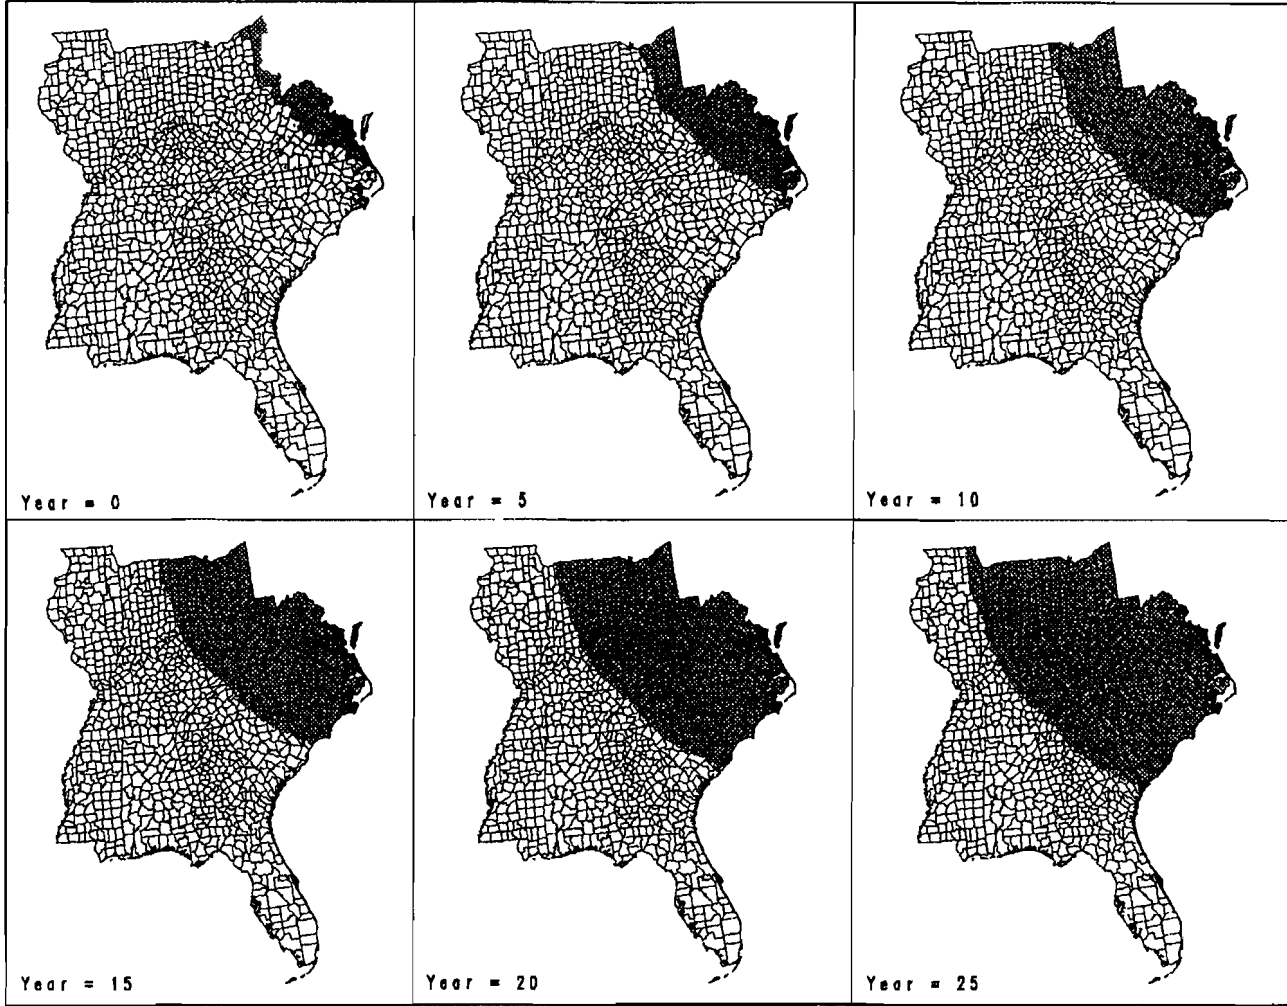 Year = 0
Year = 5
Year = 10
Year = 15
Year = 20
Year = 25